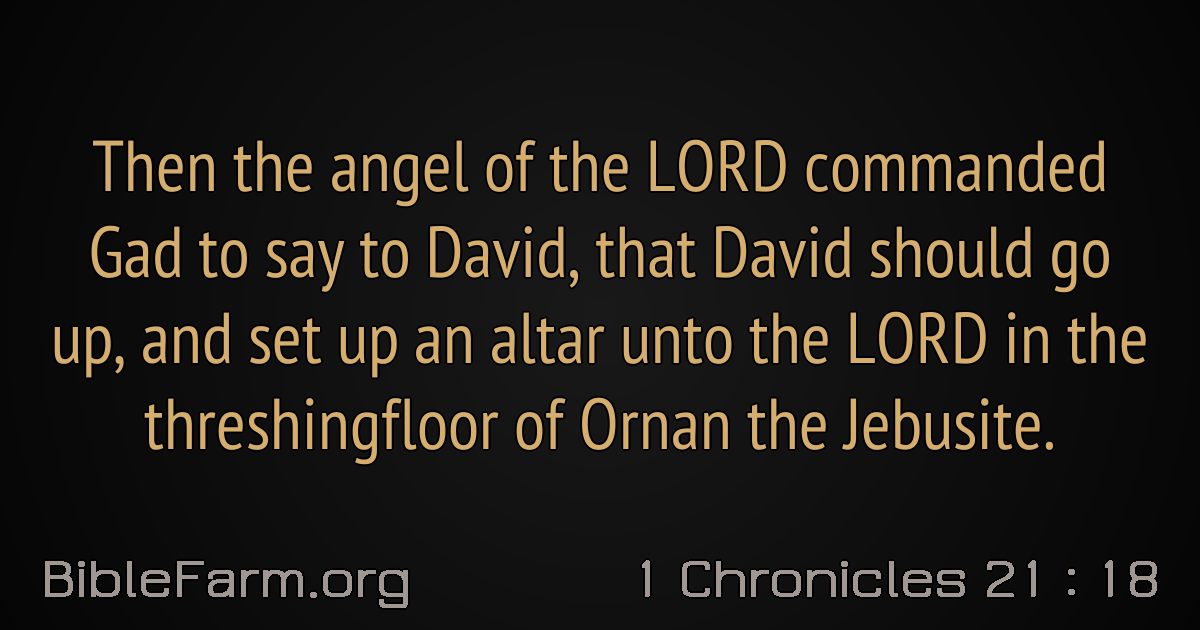 Then the angel of the LORD commanded
Gad to say to David, that David should go
up, and set up an altar unto the LORD in the
threshingfloor of Ornan the Jebusite.
BibleFarm.org
1 Chronicles 21 : 18